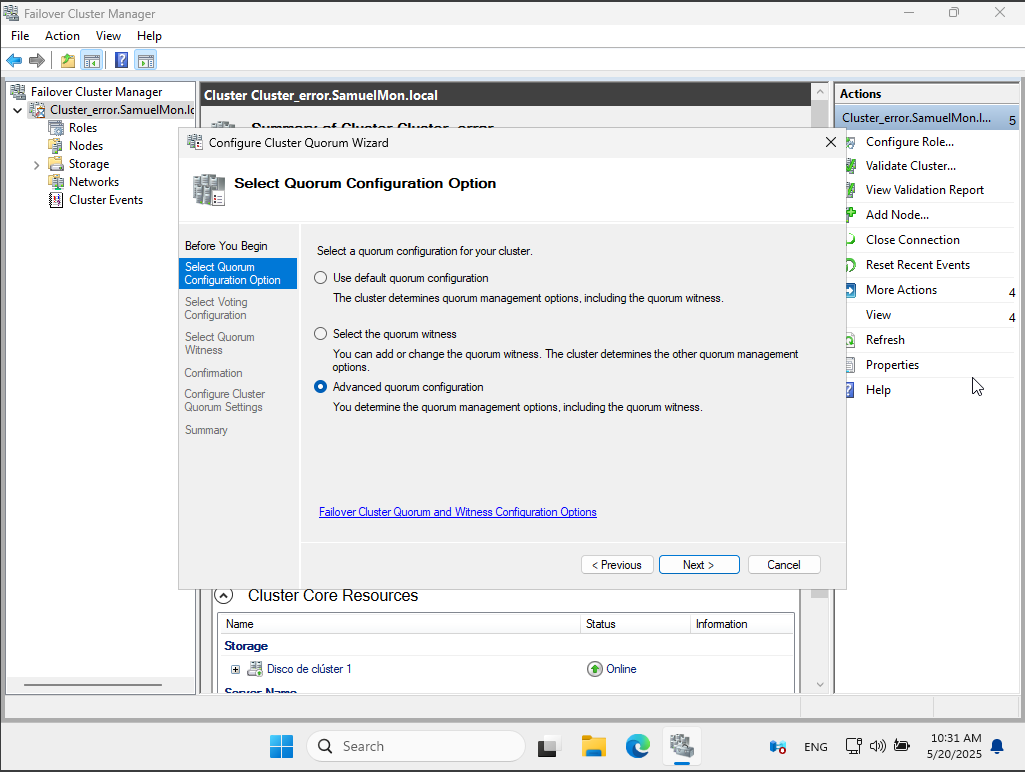 Failover Cluster Manager
File Action View Help
Failover Cluster Manager
Cluster_error.SamuelMon.lc
Roles
Nodes
Storage
Networks
Cluster Events
Cluster Cluster_error.SamuelMon.local
Summary of Cluster Cluster_error
Configure Cluster Quorum Wizard
Select Quorum Configuration Option
Before You Begin
Select Quorum
Configuration Option
Select Voting
Configuration
Select Quorum
Witness
Confirmation
Configure Cluster
Quorum Settings
Summary
Select a quorum configuration for your cluster.
Use default quorum configuration
The cluster determines quorum management options, including the quorum witness.
Select the quorum witness
You can add or change the quorum witness. The cluster determines the other quorum management
options.
Advanced quorum configuration
You determine the quorum management options, including the quorum witness.
Failover Cluster Quorum and Witness Configuration Options
< Previous
Next >
Cancel
Cluster Core Resources
Name Status Information
Storage
Disco de clúster 1 Online
Server Name
Actions
Cluster_error.SamuelMon.l... 5
Configure Role...
Validate Cluster...
View Validation Report
Add Node...
Close Connection
Reset Recent Events
More Actions 4
View 4
Refresh
Properties
Help
Search
ENG
10:31 AM
5/20/2025